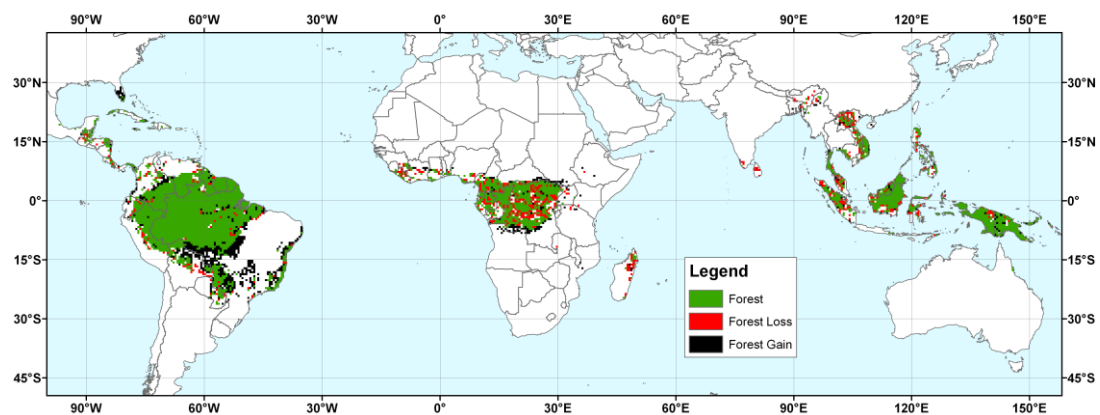 90°W 60°W 30°W 0° 30°E 60°E 90°E 120°E 150°E
30°N 30°N
15°N 15°N
0° 0°
15°S 15°S
Legend
Forest
30°S 30°S
Forest Loss
Forest Gain
45°S 45°S
90°W 60°W 30°W 0° 30°E 60°E 90°E 120°E 150°E